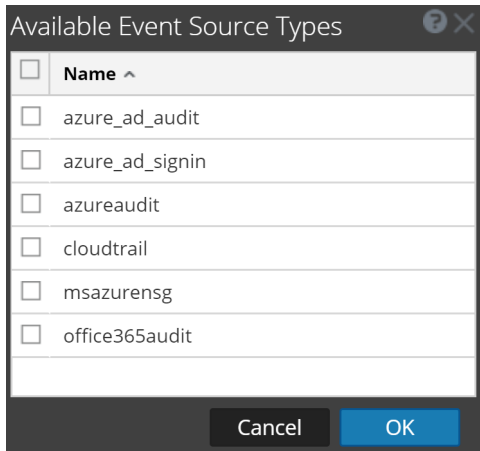 Available Event Source Types
Name
azure_ad_audit
azure_ad_signin
azureaudit
cloudtrail
msazurensg
office365audit
Cancel OK